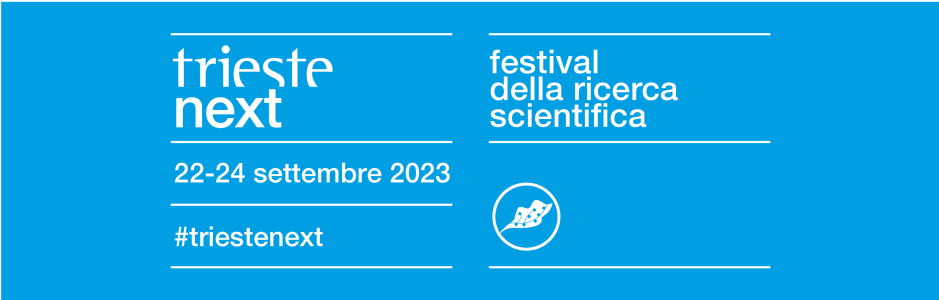 trieste
next
22-24 settembre 2023
#triestenext
festival
della ricerca
scientifica